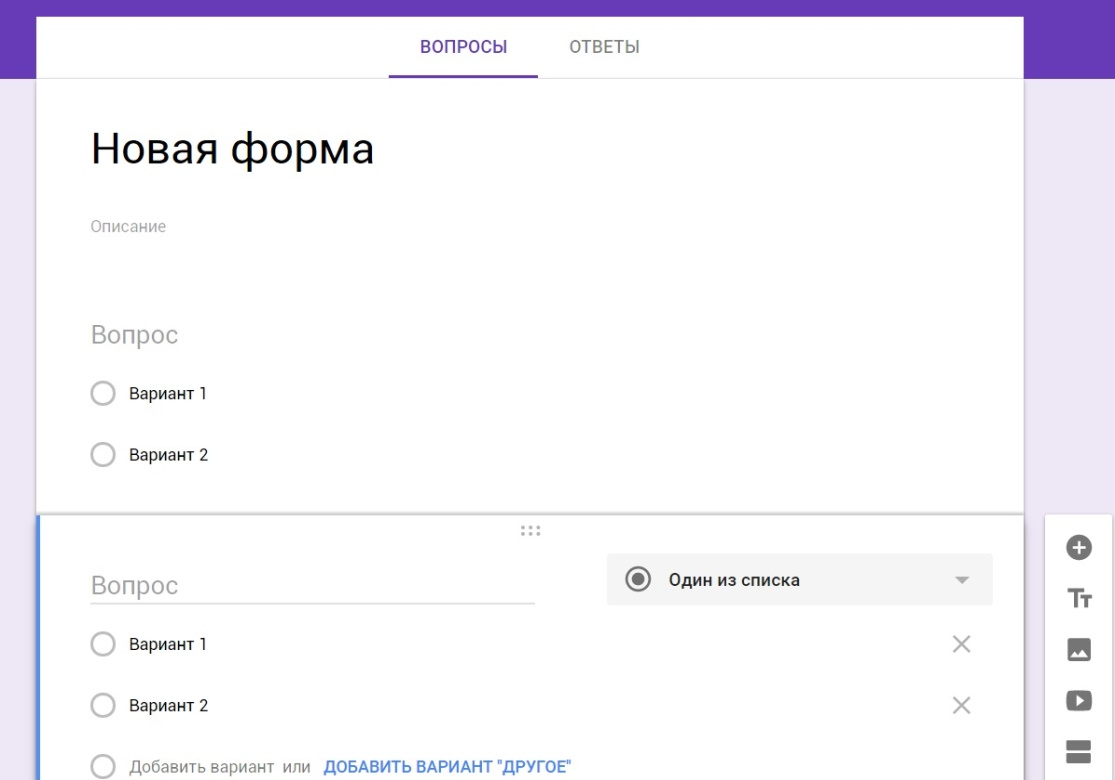 ВОПРОСЫ ОТВЕТЫ
Новая форма
Описание
Вопрос
Вариант 1
Вариант 2
Вопрос Один из списка
Вариант 1
Вариант 2
Добавить вариант или ДОБАВИТЬ ВАРИАНТ "ДРУГОЕ"
Тт